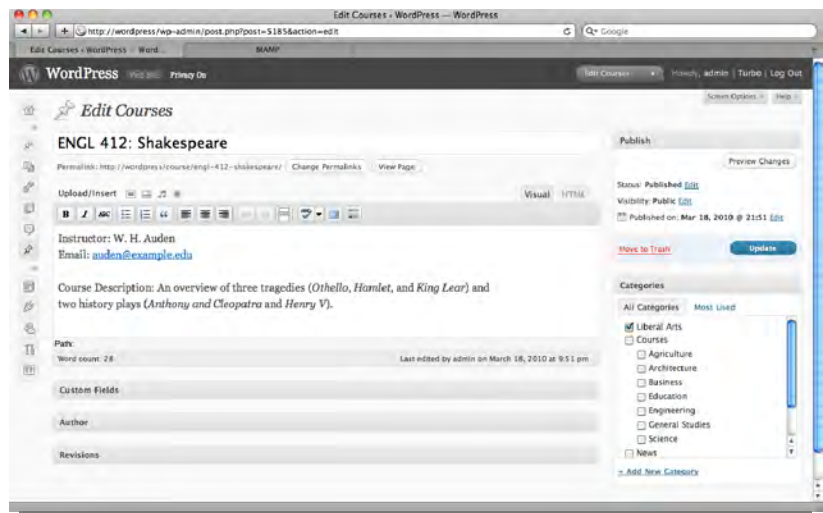 Edit Courses ‹ WordPress — WordPress
http://wordpress/wp-admin/post.php?post=5185&action=edit
Google
Edit Courses ‹ WordPress — Word...
MAMP
WordPress Privacy On
Edit Courses
Howdy, admin | Turbo | Log Out
Screen Options
Help
Edit Courses
ENGL 412: Shakespeare
Publish
Permalink: http://wordpress/course/engl-412-shakespeare/ Change Permalinks View Page
Preview Changes
Upload/Insert
Visual HTML
Status: Published Edit
Visibility: Public Edit
B I ABC
Published on: Mar 18, 2010 @ 21:51 Edit
Instructor: W. H. Auden
Email: auden@example.edu
Move to Trash
Update
Course Description: An overview of three tragedies (Othello, Hamlet, and King Lear) and
two history plays (Anthony and Cleopatra and Henry V).
Categories
All Categories Most Used
Liberal Arts
Courses
Agriculture
Architecture
Business
Education
Engineering
General Studies
Science
News
+ Add New Category
Path:
Word count: 28
Last edited by admin on March 18, 2010 at 9:51 pm
Custom Fields
Author
Revisions